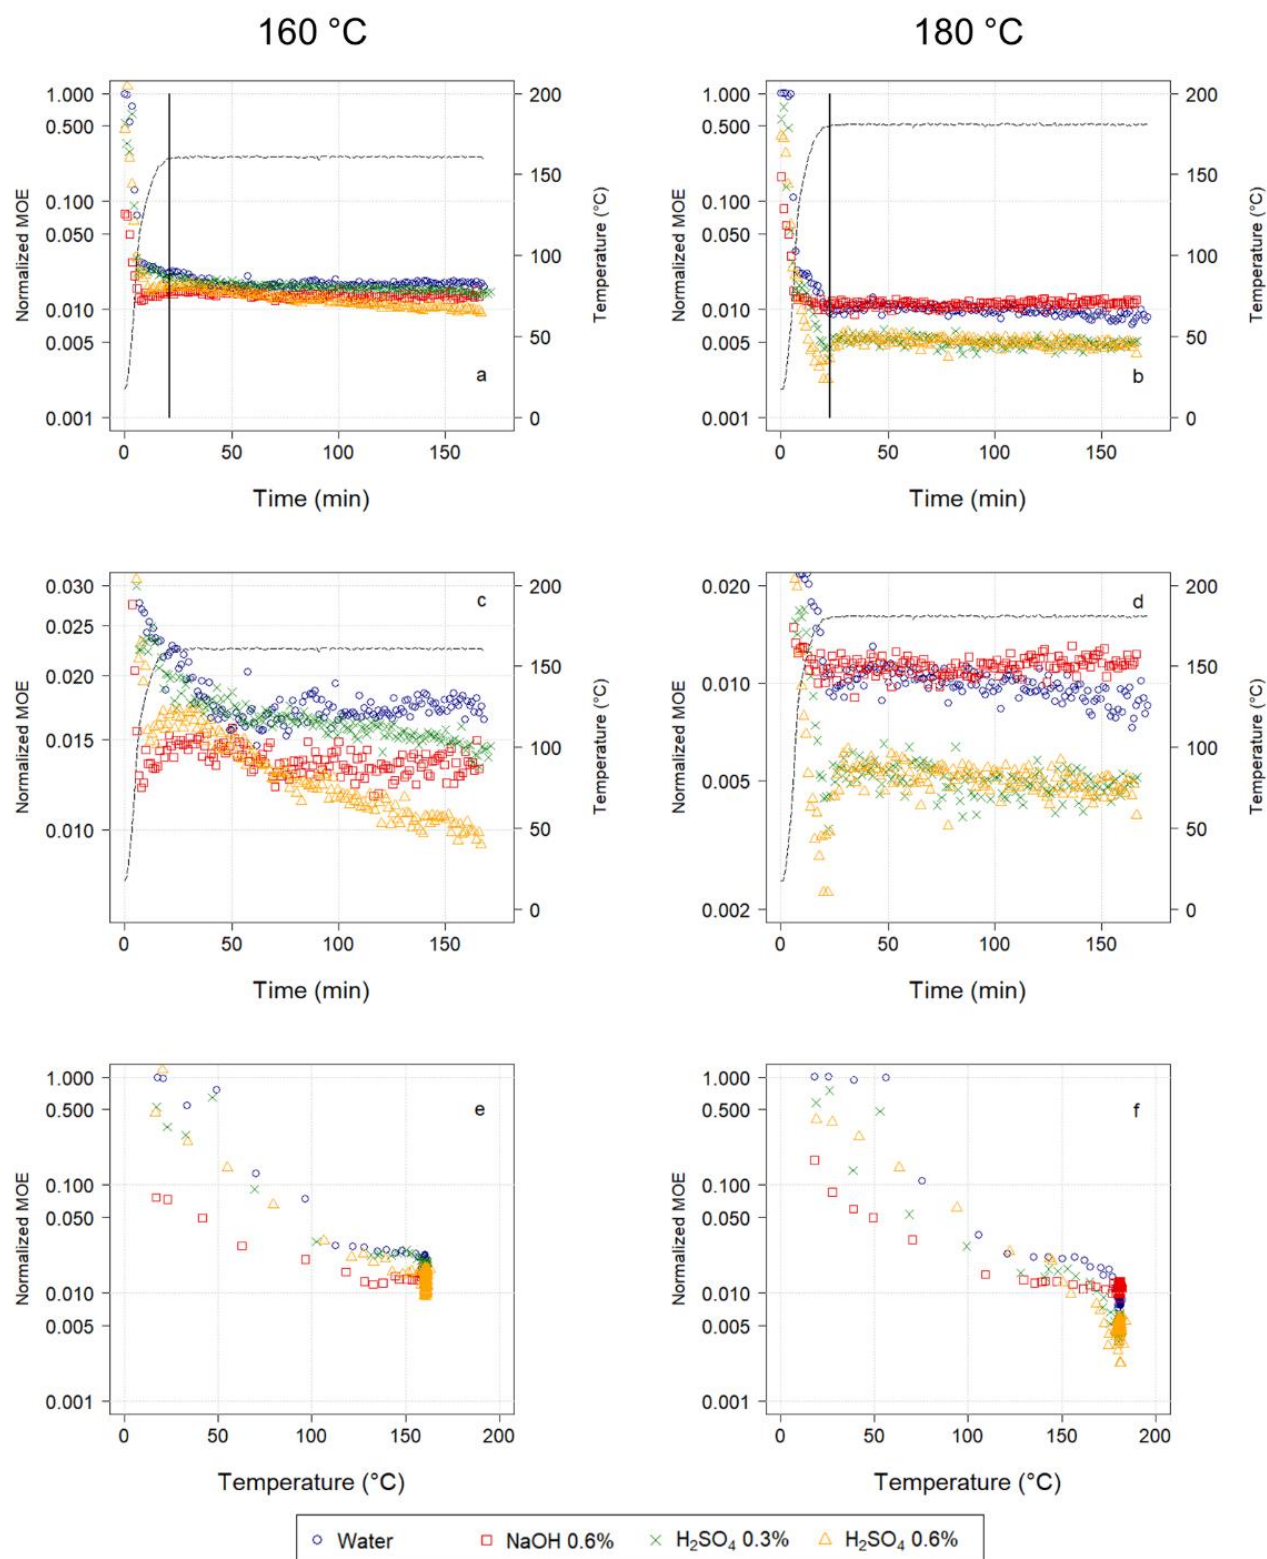 160 °C 180 °C
1.000 200 1.000 200
0.500 0.500
150 150
0.100 0.100
0.050 100 0.050 100
Normalized MOE Temperature (°C) Normalized MOE Temperature (°C)
0.010 0.010
0.005 50 0.005 50
a b
0.001 0 0.001 0
0 50 100 150 0 50 100 150
Time (min) Time (min)
0.030 200 0.020 200
c d
0.025
0.020 150 0.010 150
Normalized MOE Temperature (°C) Normalized MOE Temperature (°C)
0.015 100 0.005 100
0.010 50 50
0 0.002 0
0 50 100 150 0 50 100 150
Time (min) Time (min)
1.000 1.000
0.500 e 0.500 f
0.100 0.100
0.050 0.050
Normalized MOE Normalized MOE
0.010 0.010
0.005 0.005
0.001 0.001
0 50 100 150 200 0 50 100 150 200
Temperature (°C) Temperature (°C)
Water NaOH 0.6% H₂SO₄ 0.3% H₂SO₄ 0.6%